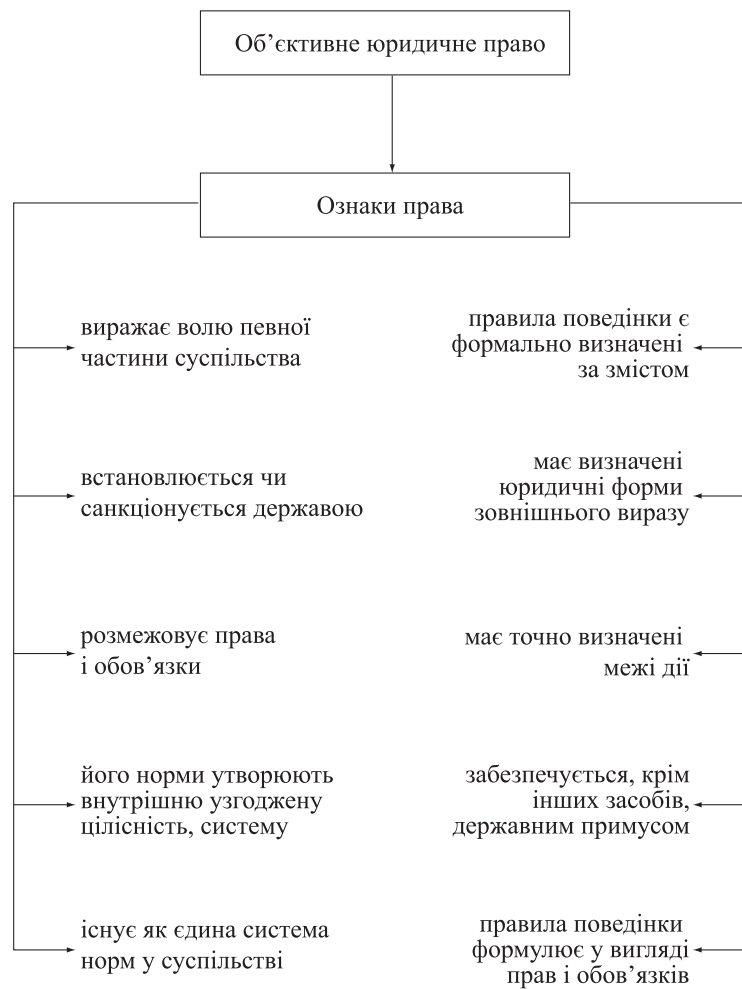 Об’єктивне юридичне право
Ознаки права
виражає волю певної
частини суспільства
встановлюється чи
санкціонується державою
розмежовує права
і обов’язки
його норми утворюють
внутрішню узгоджену
цілісність, систему
існує як єдина система
норм у суспільстві
правила поведінки є
формально визначені
за змістом
має визначені
юридичні форми
зовнішнього виразу
має точно визначені
межі дії
забезпечується, крім
інших засобів,
державним примусом
правила поведінки
формулює у вигляді
прав і обов’язків